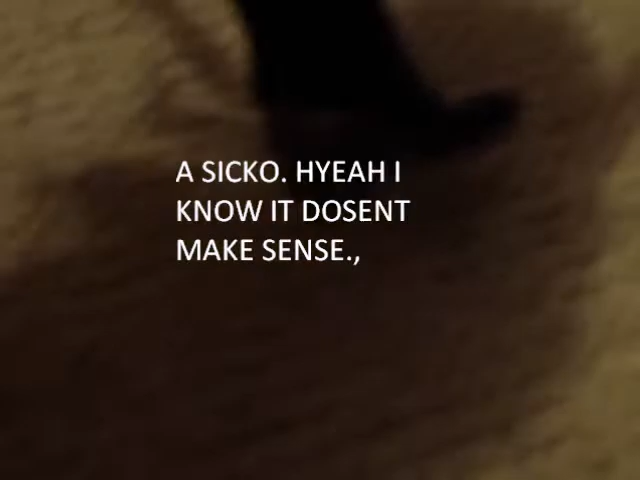 A SICKO. HYEAH I
KNOW IT DOSENT
MAKE SENSE.,